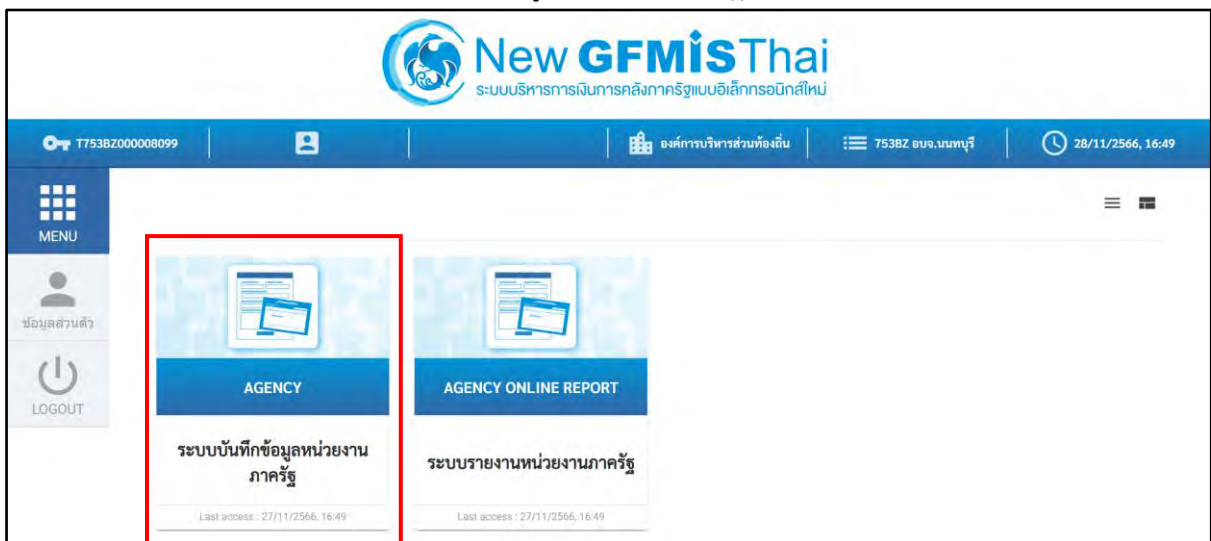 New GFMIS Thai
ระบบบริหารการเงินการคลังภาครัฐแบบอิเล็กทรอนิกส์ใหม่
T753BZ000008099
องค์การบริหารส่วนท้องถิ่น
753BZ อบจ.นนทบุรี
28/11/2566, 16:49
MENU
ข้อมูลส่วนตัว
LOGOUT
AGENCY
ระบบบันทึกข้อมูลหน่วยงาน
ภาครัฐ
Last access : 27/11/2566, 16:49
AGENCY ONLINE REPORT
ระบบรายงานหน่วยงานภาครัฐ
Last access : 27/11/2566, 16:49